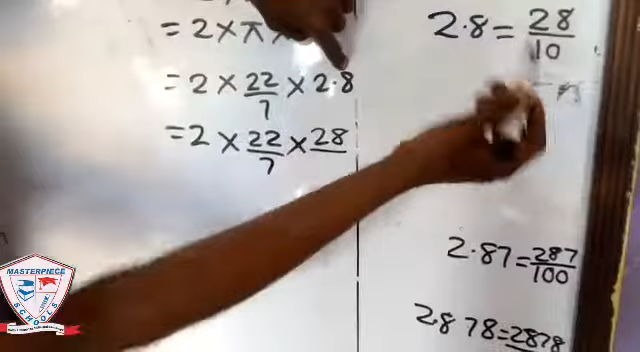 = 2 × π ×
= 2 × 22/7 × 2.8
= 2 × 22/7 × 28
2.8 = 28/10
2.87 = 287/100
2.878 = 2878
MASTERPIECE
SCHOOLS